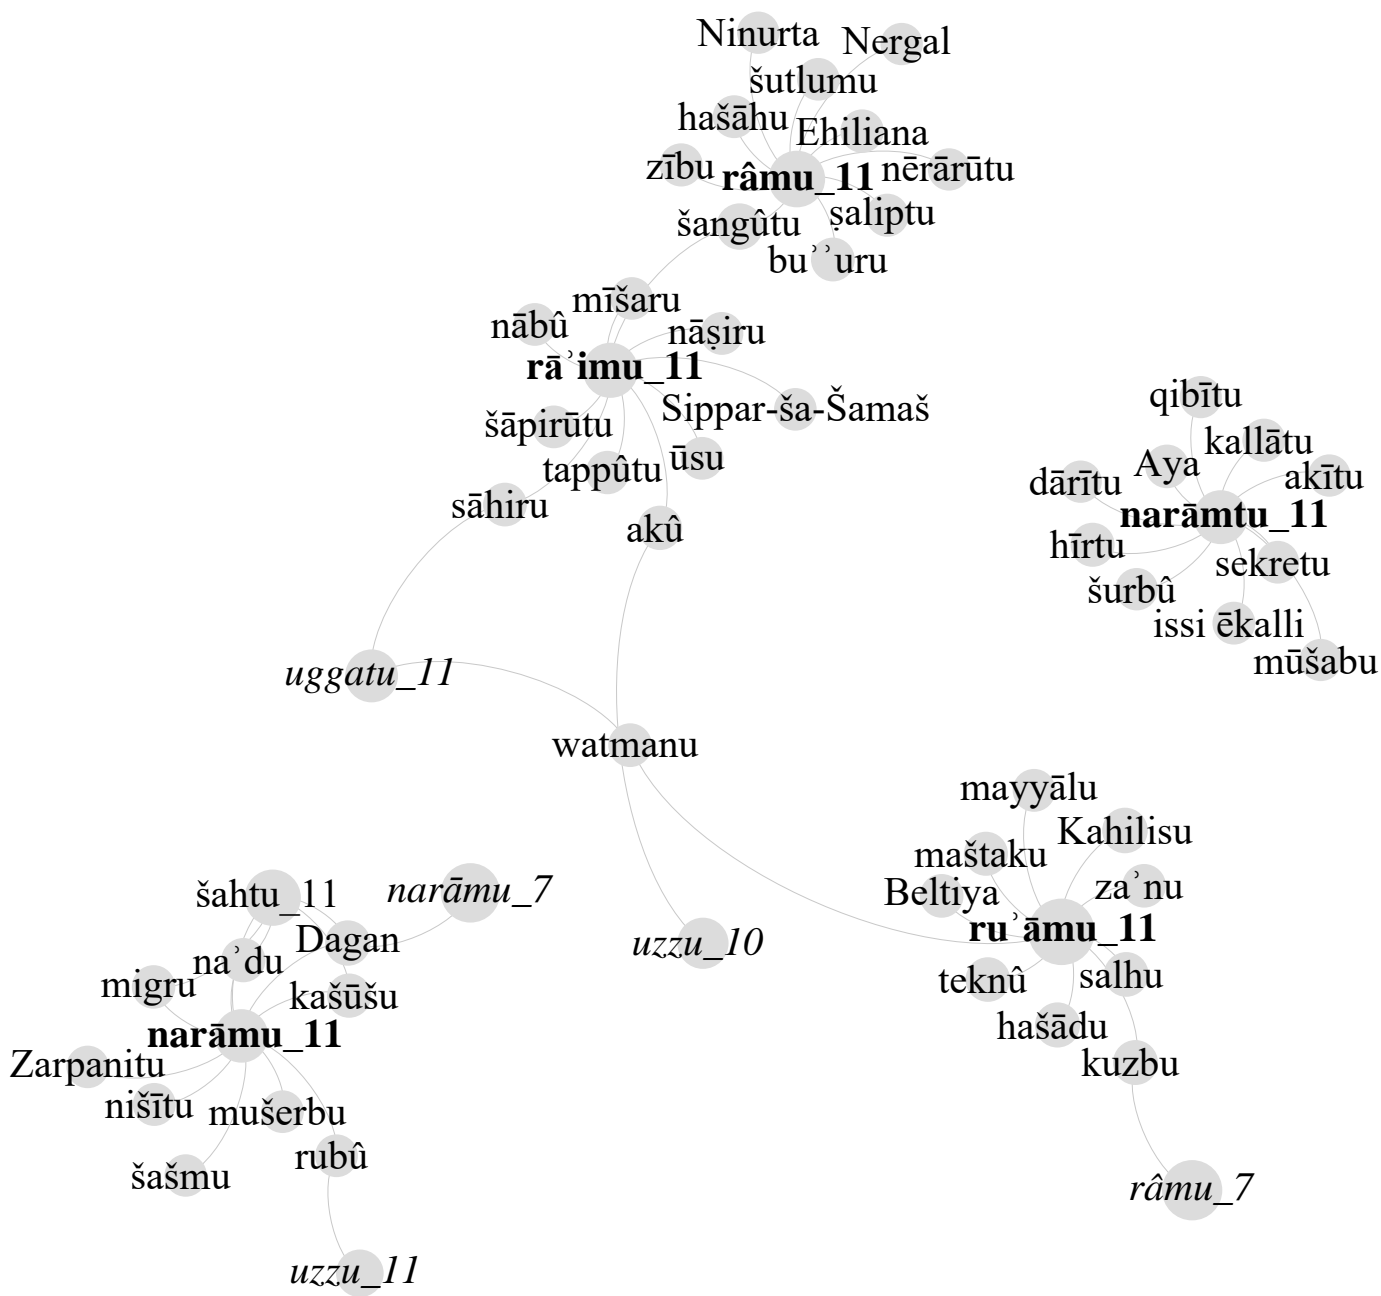 Ninurta
Nergal
šutlumu
hašāhu
Ehiliana
zību
râmu_11
nērārūtu
šangûtu
ṣaliptu
buʾʾuru
mīšaru
nābû
nāṣiru
rāʾimu_11
Sippar-ša-Šamaš
šāpirūtu
tappûtu
ūsu
sāhiru
akû
qibītu
kallātu
Aya
akītu
dārītu
narāmtu_11
hīrtu
sekretu
šurbû
issi ēkalli
mūšabu
uggatu_11
watmanu
mayyālu
Kahilisu
maštaku
Beltiya
zaʾnu
ruʾāmu_11
teknû
salhu
hašādu
kuzbu
râmu_7
šahtu_11
narāmu_7
Dagan
uzzu_10
naʾdu
migru
kašūšu
narāmu_11
Zarpanitu
nišītu
mušerbu
rubû
šašmu
uzzu_11